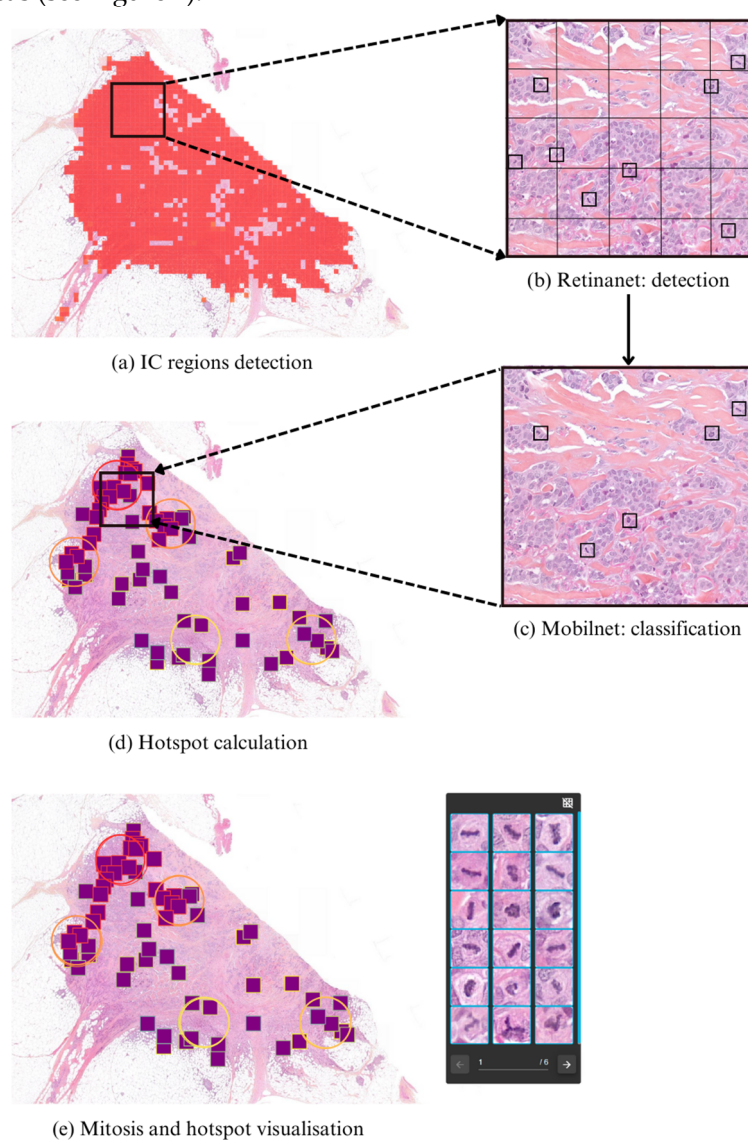 (a) IC regions detection
(b) Retinanet: detection
(c) Mobilnet: classification
(d) Hotspot calculation
1 / 6
(e) Mitosis and hotspot visualisation